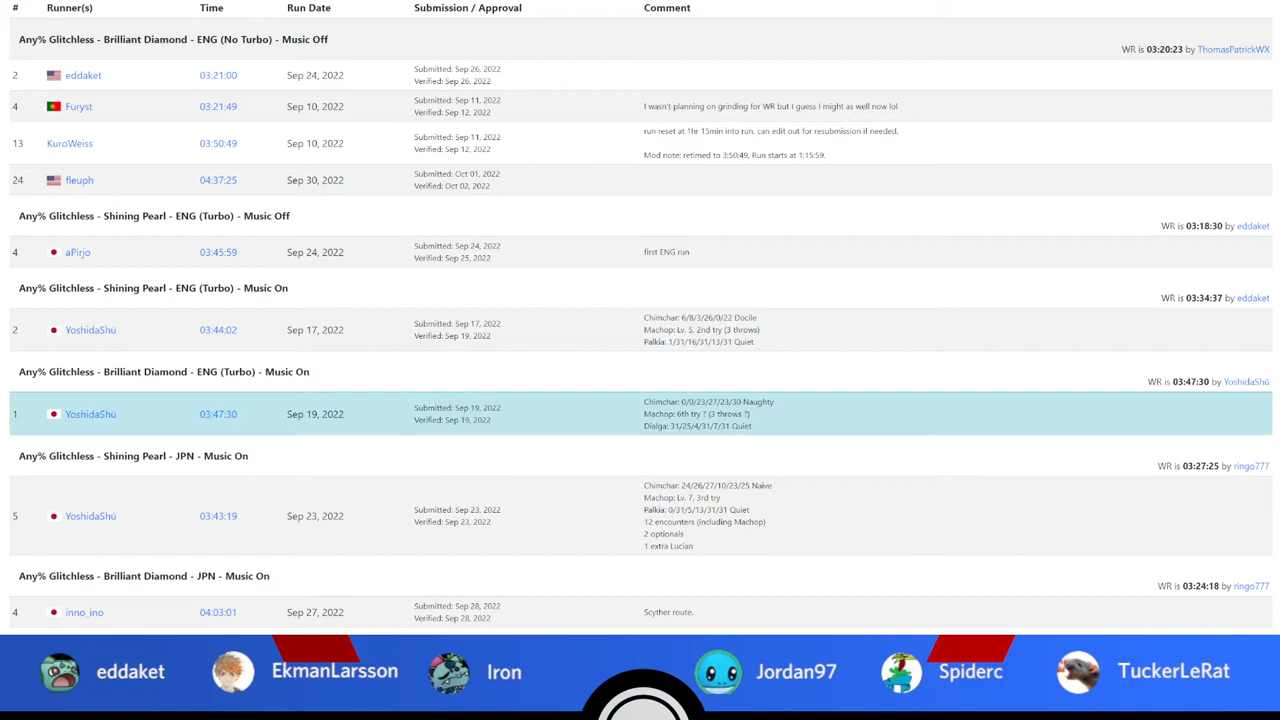 # Runner(s) Time Run Date Submission / Approval Comment
Any% Glitchless - Brilliant Diamond - ENG (No Turbo) - Music Off
WR is 03:20:23 by ThomasPatrickWX
2 eddaket 03:21:00 Sep 24, 2022 Submitted: Sep 26, 2022
Verified: Sep 26, 2022
4 Furyst 03:21:49 Sep 10, 2022 Submitted: Sep 11, 2022
Verified: Sep 12, 2022
I wasn't planning on grinding for WR but I guess I might as well now lol
13 KuroWeiss 03:50:49 Sep 10, 2022 Submitted: Sep 11, 2022
Verified: Sep 12, 2022
run reset at 1hr 15min into run, can edit out for resubmission if needed.
Mod note: retimed to 3:50:49, Run starts at 1:15:59.
24 fleuph 04:37:25 Sep 30, 2022 Submitted: Oct 01, 2022
Verified: Oct 02, 2022
Any% Glitchless - Shining Pearl - ENG (Turbo) - Music Off
WR is 03:18:30 by eddaket
4 aPirjo 03:45:59 Sep 24, 2022 Submitted: Sep 24, 2022
Verified: Sep 25, 2022
first ENG run
Any% Glitchless - Shining Pearl - ENG (Turbo) - Music On
WR is 03:34:37 by eddaket
2 YoshidaShū 03:44:02 Sep 17, 2022 Submitted: Sep 17, 2022
Verified: Sep 19, 2022
Chimchar: 6/8/3/26/0/22 Docile
Machop: Lv. 5, 2nd try (3 throws)
Palkia: 1/31/16/31/13/31 Quiet
Any% Glitchless - Brilliant Diamond - ENG (Turbo) - Music On
WR is 03:47:30 by YoshidaShū
1 YoshidaShū 03:47:30 Sep 19, 2022 Submitted: Sep 19, 2022
Verified: Sep 19, 2022
Chimchar: 0/0/23/27/23/30 Naughty
Machop: 6th try ? (3 throws ?)
Dialga: 31/25/4/31/7/31 Quiet
Any% Glitchless - Shining Pearl - JPN - Music On
WR is 03:27:25 by ringo777
5 YoshidaShū 03:43:19 Sep 23, 2022 Submitted: Sep 23, 2022
Verified: Sep 23, 2022
Chimchar: 24/26/27/10/23/25 Naive
Machop: Lv. 7, 3rd try
Palkia: 0/31/5/13/31/31 Quiet
12 encounters (including Machop)
2 optionals
1 extra Lucian
Any% Glitchless - Brilliant Diamond - JPN - Music On
WR is 03:24:18 by ringo777
4 inno_ino 04:03:01 Sep 27, 2022 Submitted: Sep 28, 2022
Verified: Sep 28, 2022
Scyther route.
eddaket EkmanLarsson Iron Jordan97 Spiderc TuckerLeRat